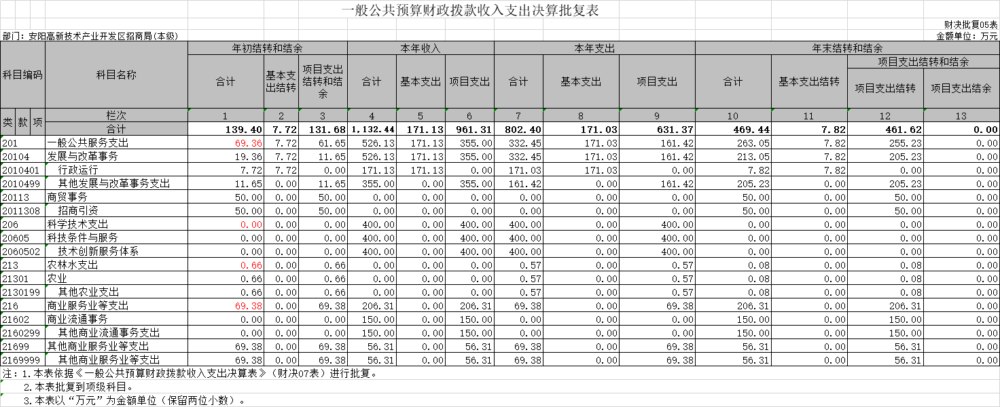 一般公共预算财政拨款收入支出决算批复表
财决批复05表
部门：安阳高新技术产业开发区招商局(本级) 金额单位：万元
科目编码 科目名称 年初结转和结余 本年收入 本年支出 年末结转和结余
合计 基本支出结转 项目支出结转和结余 合计 基本支出 项目支出 合计 基本支出 项目支出 合计 基本支出结转 项目支出结转和结余
项目支出结转 项目支出结余
类 款 项 栏次 1 2 3 4 5 6 7 8 9 10 11 12 13
合计 139.40 7.72 131.68 1,132.44 171.13 961.31 802.40 171.03 631.37 469.44 7.82 461.62 0.00
201 一般公共服务支出 69.36 7.72 61.65 526.13 171.13 355.00 332.45 171.03 161.42 263.05 7.82 255.23 0.00
20104 发展与改革事务 19.36 7.72 11.65 526.13 171.13 355.00 332.45 171.03 161.42 213.05 7.82 205.23 0.00
2010401 行政运行 7.72 7.72 0.00 171.13 171.13 0.00 171.03 171.03 0.00 7.82 7.82 0.00 0.00
2010499 其他发展与改革事务支出 11.65 0.00 11.65 355.00 0.00 355.00 161.42 0.00 161.42 205.23 0.00 205.23 0.00
20113 商贸事务 50.00 0.00 50.00 0.00 0.00 0.00 0.00 0.00 0.00 50.00 0.00 50.00 0.00
2011308 招商引资 50.00 0.00 50.00 0.00 0.00 0.00 0.00 0.00 0.00 50.00 0.00 50.00 0.00
206 科学技术支出 0.00 0.00 0.00 400.00 0.00 400.00 400.00 0.00 400.00 0.00 0.00 0.00 0.00
20605 科技条件与服务 0.00 0.00 0.00 400.00 0.00 400.00 400.00 0.00 400.00 0.00 0.00 0.00 0.00
2060502 技术创新服务体系 0.00 0.00 0.00 400.00 0.00 400.00 400.00 0.00 400.00 0.00 0.00 0.00 0.00
213 农林水支出 0.66 0.00 0.66 0.00 0.00 0.00 0.57 0.00 0.57 0.08 0.00 0.08 0.00
21301 农业 0.66 0.00 0.66 0.00 0.00 0.00 0.57 0.00 0.57 0.08 0.00 0.08 0.00
2130199 其他农业支出 0.66 0.00 0.66 0.00 0.00 0.00 0.57 0.00 0.57 0.08 0.00 0.08 0.00
216 商业服务业等支出 69.38 0.00 69.38 206.31 0.00 206.31 69.38 0.00 69.38 206.31 0.00 206.31 0.00
21602 商业流通事务 0.00 0.00 0.00 150.00 0.00 150.00 0.00 0.00 0.00 150.00 0.00 150.00 0.00
2160299 其他商业流通事务支出 0.00 0.00 0.00 150.00 0.00 150.00 0.00 0.00 0.00 150.00 0.00 150.00 0.00
21699 其他商业服务业等支出 69.38 0.00 69.38 56.31 0.00 56.31 69.38 0.00 69.38 56.31 0.00 56.31 0.00
2169999 其他商业服务业等支出 69.38 0.00 69.38 56.31 0.00 56.31 69.38 0.00 69.38 56.31 0.00 56.31 0.00
注：1.本表依据《一般公共预算财政拨款收入支出决算表》（财决07表）进行批复。
2.本表批复到项级科目。
3.本表以“万元”为金额单位（保留两位小数）。